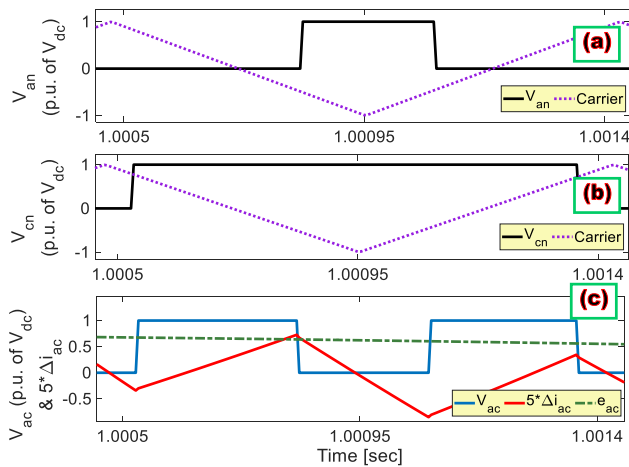 V_an
(p.u. of V_dc)
1
0
-1
(a)
V_an Carrier
1.0005 1.00095 1.0014
V_cn
(p.u. of V_dc)
1
0
-1
(b)
V_cn Carrier
1.0005 1.00095 1.0014
V_ac (p.u. of V_dc)
& 5*Δi_ac
1
0.5
0
-0.5
(c)
V_ac 5*Δi_ac e_ac
1.0005 1.00095 1.0014
Time [sec]